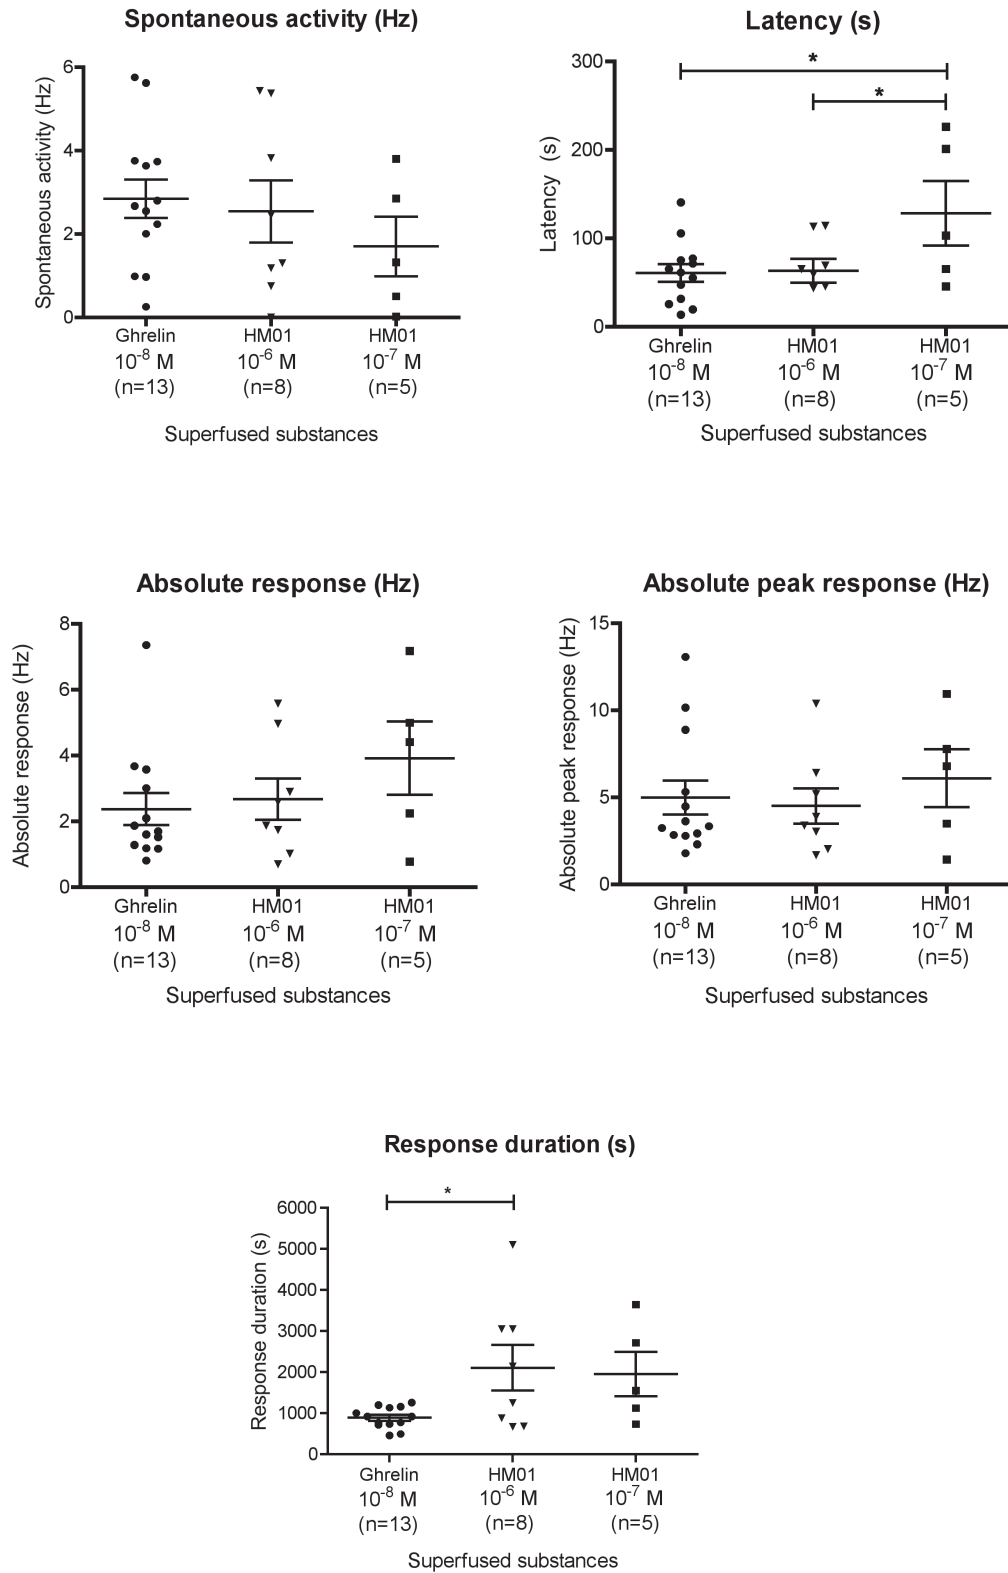 Spontaneous activity (Hz)
Spontaneous activity (Hz)
6
4
2
0
Ghrelin HM01 HM01
10⁻⁸ M 10⁻⁶ M 10⁻⁷ M
(n=13) (n=8) (n=5)
Superfused substances
Latency (s)
Latency (s)
300
200
100
0
* 
*
Ghrelin HM01 HM01
10⁻⁸ M 10⁻⁶ M 10⁻⁷ M
(n=13) (n=8) (n=5)
Superfused substances
Absolute response (Hz)
Absolute response (Hz)
8
6
4
2
0
Ghrelin HM01 HM01
10⁻⁸ M 10⁻⁶ M 10⁻⁷ M
(n=13) (n=8) (n=5)
Superfused substances
Absolute peak response (Hz)
Absolute peak response (Hz)
15
10
5
0
Ghrelin HM01 HM01
10⁻⁸ M 10⁻⁶ M 10⁻⁷ M
(n=13) (n=8) (n=5)
Superfused substances
Response duration (s)
Response duration (s)
*
6000
5000
4000
3000
2000
1000
0
Ghrelin HM01 HM01
10⁻⁸ M 10⁻⁶ M 10⁻⁷ M
(n=13) (n=8) (n=5)
Superfused substances